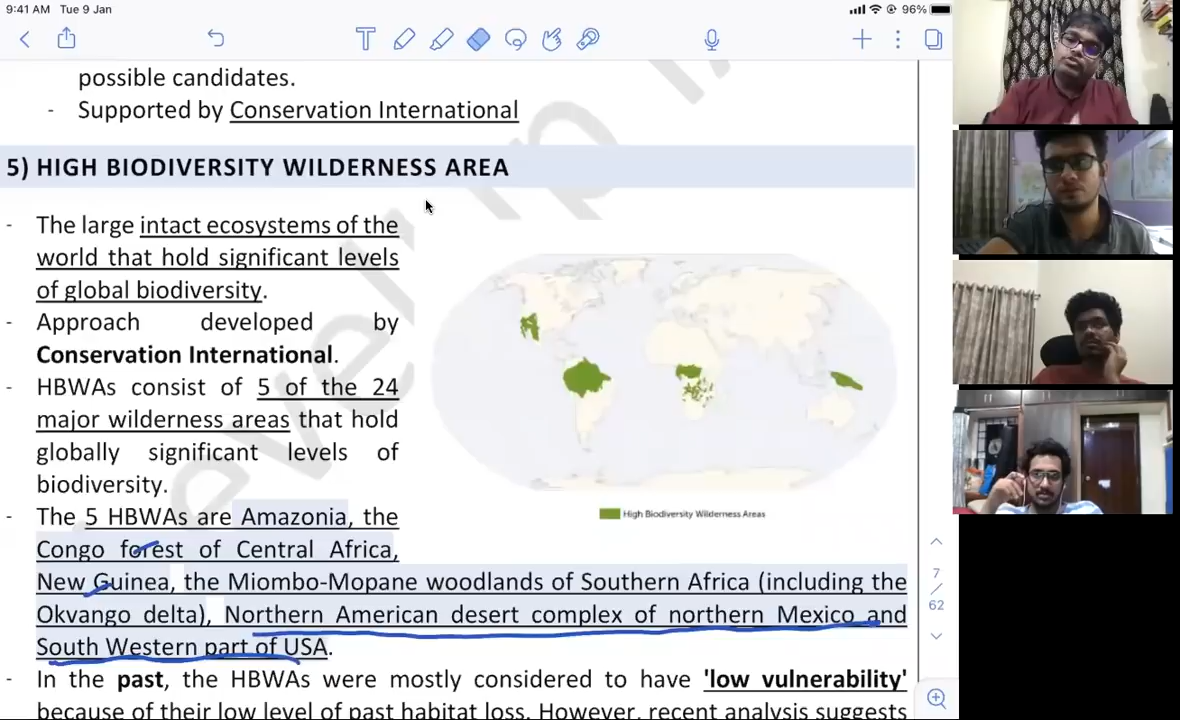 9:41 AM Tue 9 Jan
96%
possible candidates.
- Supported by Conservation International
5) HIGH BIODIVERSITY WILDERNESS AREA
- The large intact ecosystems of the
world that hold significant levels
of global biodiversity.
- Approach developed by
Conservation International.
- HBWAs consist of 5 of the 24
major wilderness areas that hold
globally significant levels of
biodiversity.
- The 5 HBWAs are Amazonia, the
Congo forest of Central Africa,
New Guinea, the Miombo-Mopane woodlands of Southern Africa (including the
Okvango delta), Northern American desert complex of northern Mexico and
South Western part of USA.
- In the past, the HBWAs were mostly considered to have 'low vulnerability'
because of their low level of past habitat loss. However, recent analysis suggests
High Biodiversity Wilderness Areas
7
/
62